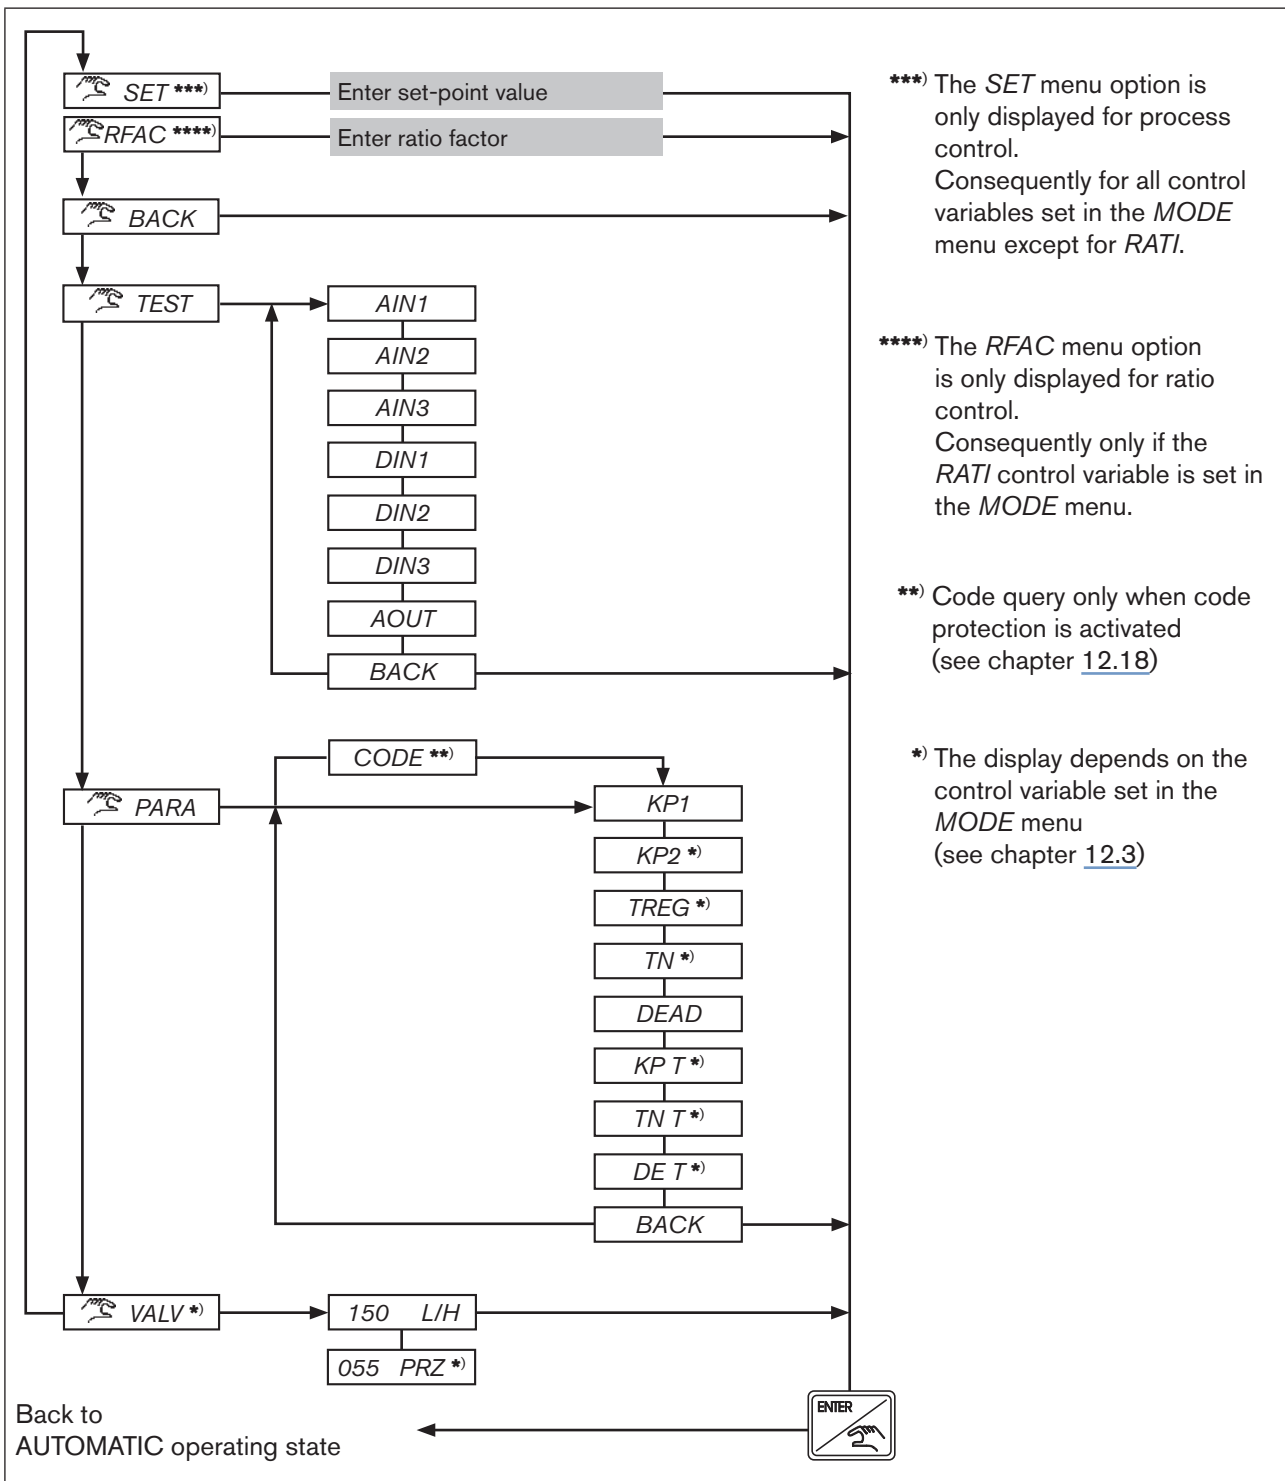 SET ***)
Enter set-point value
RFAC ****)
Enter ratio factor
BACK
TEST
AIN1
AIN2
AIN3
DIN1
DIN2
DIN3
AOUT
BACK
CODE **)
PARA
KP1
KP2 *)
TREG *)
TN *)
DEAD
KP T *)
TN T *)
DE T *)
BACK
VALV *)
150 L/H
055 PRZ *)
ENTER
Back to
AUTOMATIC operating state
***) The SET menu option is
only displayed for process
control.
Consequently for all control
variables set in the MODE
menu except for RATI.
****) The RFAC menu option
is only displayed for ratio
control.
Consequently only if the
RATI control variable is set in
the MODE menu.
**) Code query only when code
protection is activated
(see chapter 12.18)
*) The display depends on the
control variable set in the
MODE menu
(see chapter 12.3)